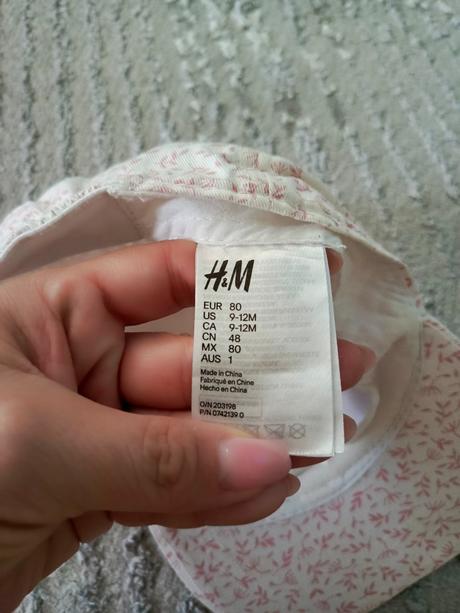 H&M
EUR 80
US 9-12M
CA 9-12M
CN 48
MX 80
AUS 1
Made in China
Fabriqué en Chine
Hecho en China
O/N 203198
P/N 0742139 0